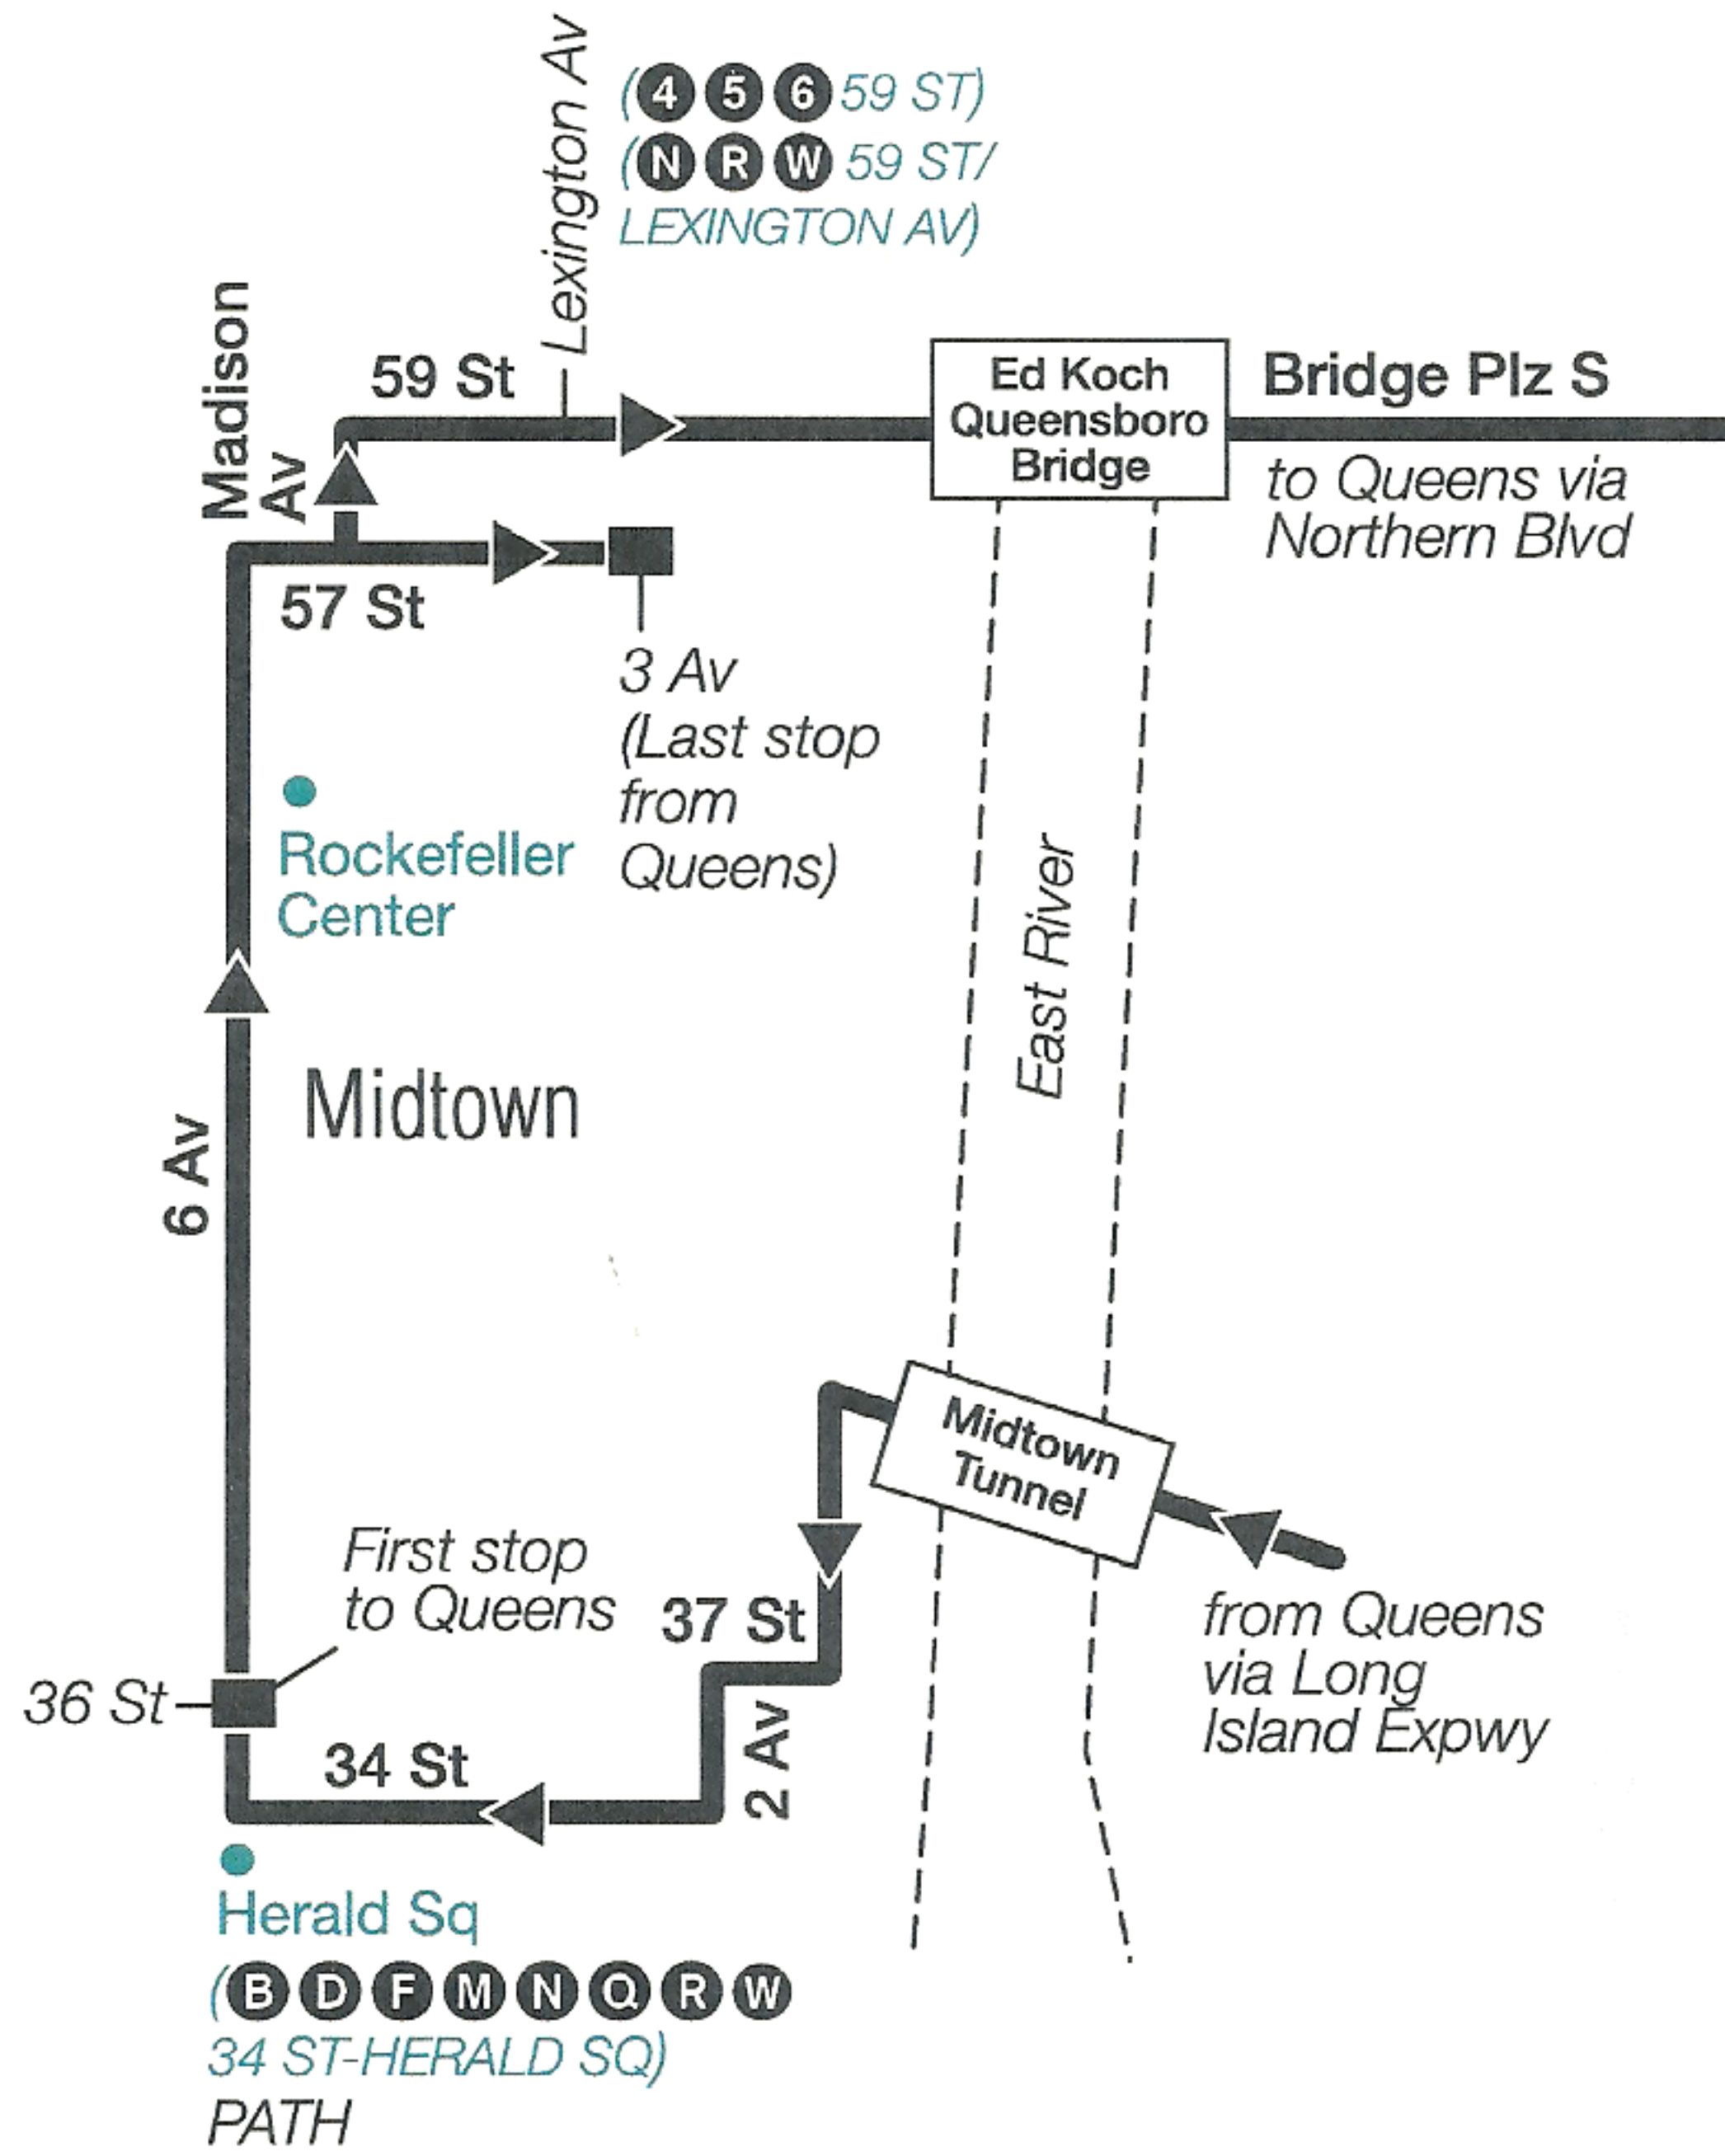 Lexington Av
(4 5 6 59 ST)
(N R W 59 ST/
LEXINGTON AV)
Madison
Av
59 St
Ed Koch
Queensboro
Bridge
Bridge Plz S
to Queens via
Northern Blvd
57 St
3 Av
(Last stop
from
Queens)
Rockefeller
Center
East River
Midtown
6 Av
Midtown
Tunnel
First stop
to Queens
37 St
from Queens
via Long
Island Expwy
36 St
34 St
2 Av
Herald Sq
(B D F M N Q R W
34 ST-HERALD SQ)
PATH